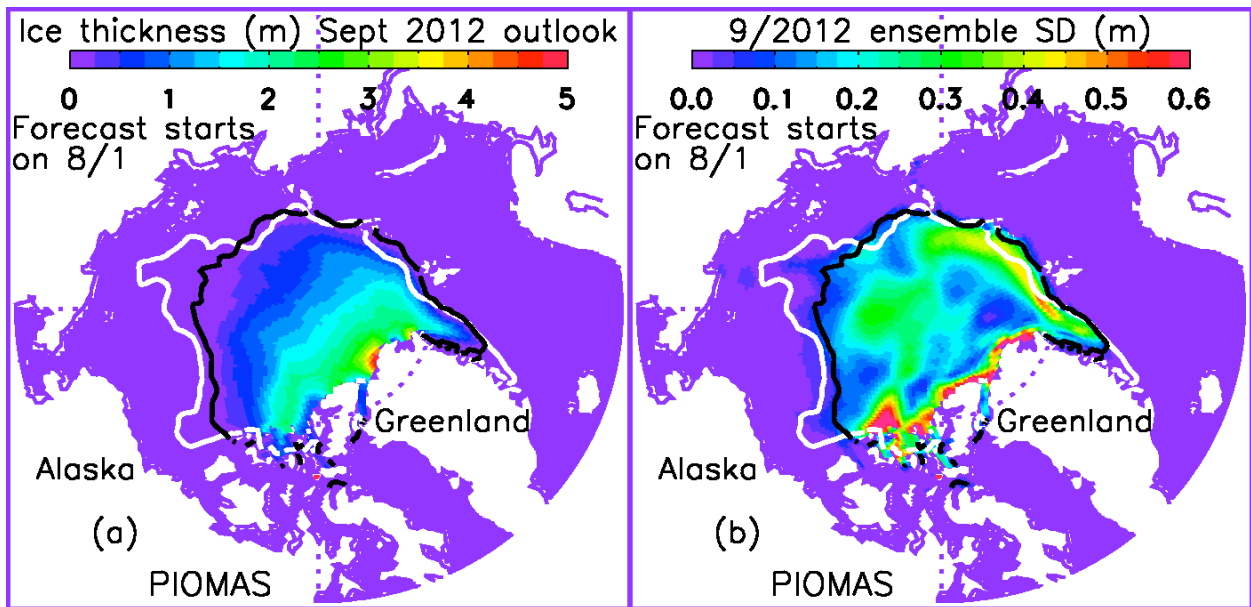 Ice thickness (m) Sept 2012 outlook
0 1 2 3 4 5
Forecast starts
on 8/1
Greenland
Alaska
(a)
PIOMAS
9/2012 ensemble SD (m)
0.0 0.1 0.2 0.3 0.4 0.5 0.6
Forecast starts
on 8/1
Greenland
Alaska
(b)
PIOMAS